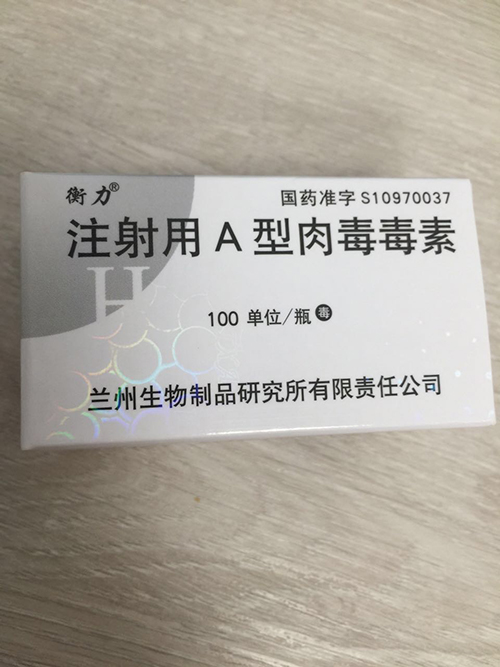 衡力®
国药准字 S10970037
注射用 A 型肉毒毒素
H
100 单位/瓶 毒
兰州生物制品研究所有限责任公司